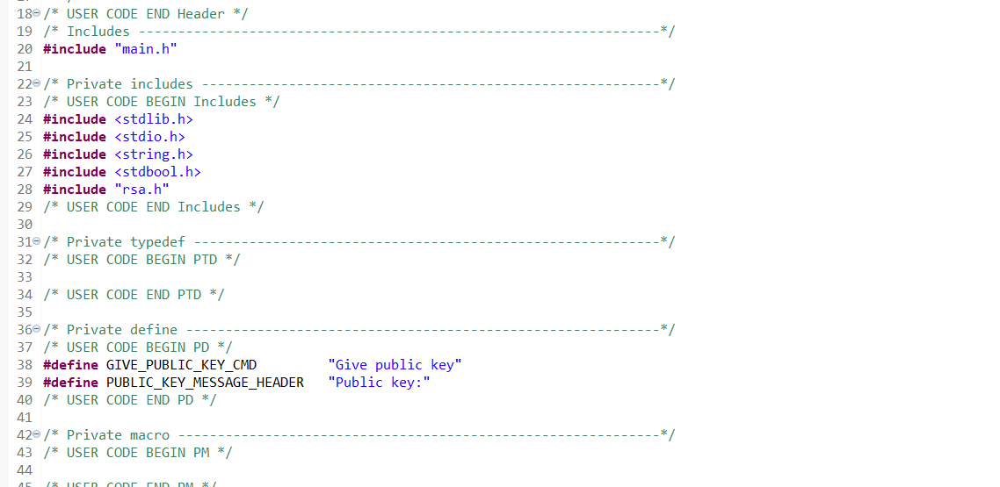 18 /* USER CODE END Header */
19 /* Includes ------------------------------------------------------------------*/
20 #include "main.h"
21
22 /* Private includes ----------------------------------------------------------*/
23 /* USER CODE BEGIN Includes */
24 #include <stdlib.h>
25 #include <stdio.h>
26 #include <string.h>
27 #include <stdbool.h>
28 #include "rsa.h"
29 /* USER CODE END Includes */
30
31 /* Private typedef -----------------------------------------------------------*/
32 /* USER CODE BEGIN PTD */
33
34 /* USER CODE END PTD */
35
36 /* Private define ------------------------------------------------------------*/
37 /* USER CODE BEGIN PD */
38 #define GIVE_PUBLIC_KEY_CMD         "Give public key"
39 #define PUBLIC_KEY_MESSAGE_HEADER   "Public key:"
40 /* USER CODE END PD */
41
42 /* Private macro -------------------------------------------------------------*/
43 /* USER CODE BEGIN PM */
44
45 /* USER CODE END PM */